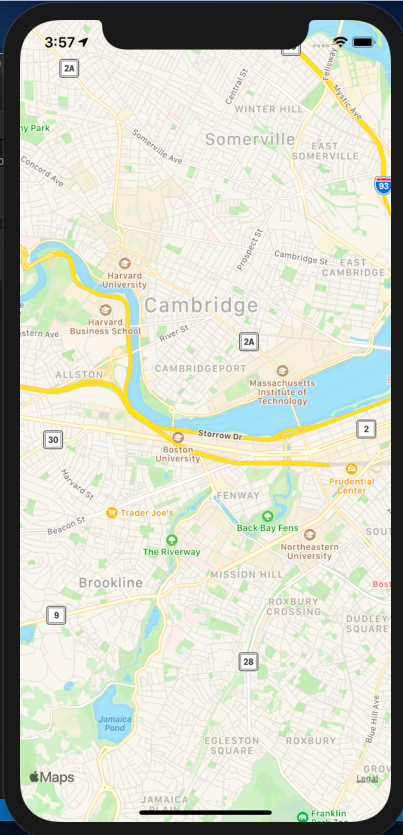 3:57
2A
Fellsway
Mystic Ave
Central St
WINTER HILL
ny Park
Somerville Ave
Somerville
EAST
SOMERVILLE
Concord Ave
93
Prospect St
Cambridge St
EAST
CAMBRIDGE
Harvard
University
Cambridge
Harvard
Business School
River St
estern Ave
2A
ALLSTON
CAMBRIDGEPORT
Massachusetts
Institute of
Technology
30
Storrow Dr
2
Boston
University
Prudential
Center
Harvard St
FENWAY
Trader Joe's
Beacon St
Back Bay Fens
The Riverway
Northeastern
University
SOU
MISSION HILL
Brookline
Bost
ROXBURY
CROSSING
9
DUDLEY
SQUARE
28
Jamaica
Pond
Blue Hill Ave
EGLESTON
SQUARE
ROXBURY
Maps
GROV
Legal
JAMAICA
PLAIN
Franklin
Park Zoo